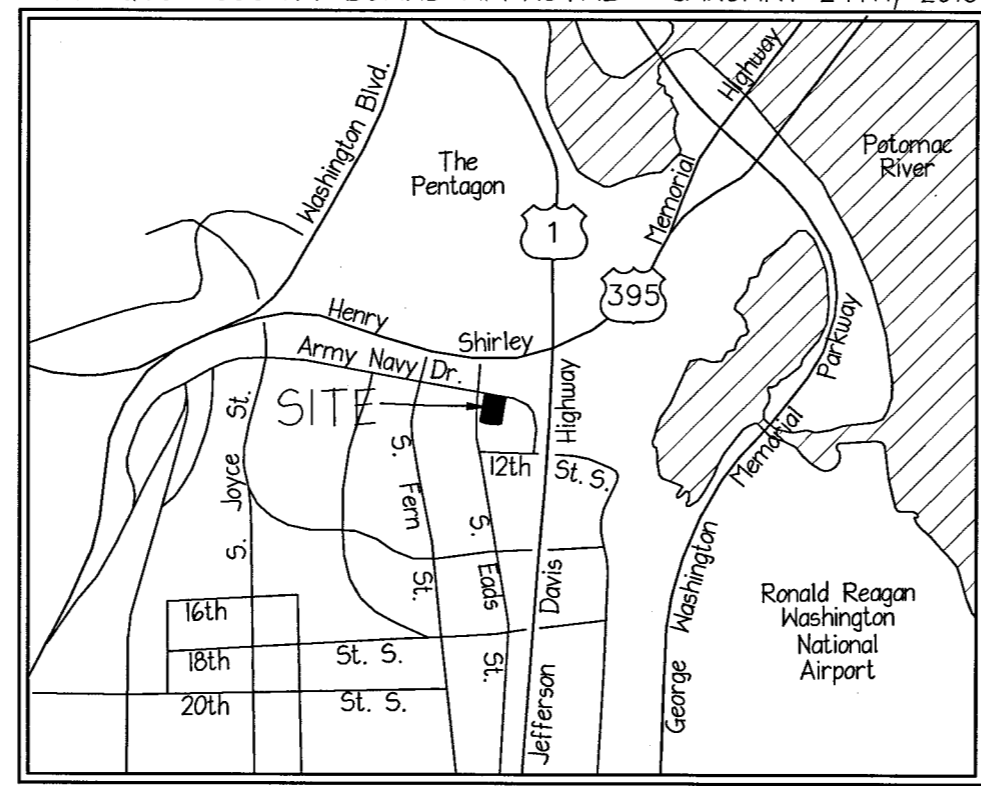 Washington Blvd.
The
Pentagon
1
395
Memorial Highway
Potomac
River
Henry Shirley
Army Navy Dr.
SITE
Highway
Parkway
Memorial
12th St. S.
S. Joyce St.
S. Fern St.
S. Eads St.
Jefferson Davis
George Washington
16th
18th St. S.
20th St. S.
Ronald Reagan
Washington
National
Airport